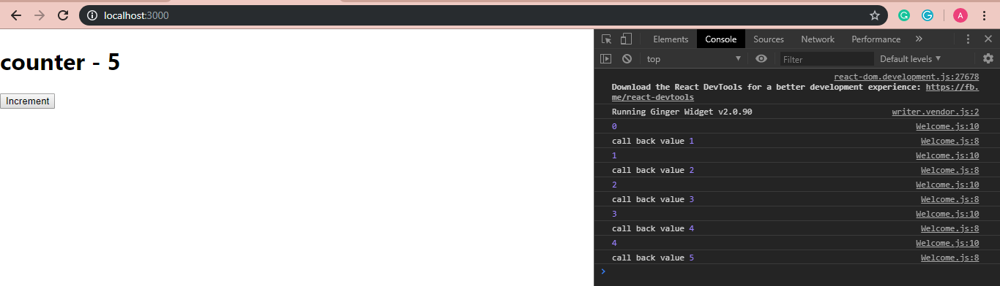 localhost:3000
A
counter - 5
Increment
Elements Console Sources Network Performance »
top Filter Default levels
react-dom.development.js:27678
Download the React DevTools for a better development experience: https://fb.
me/react-devtools
Running Ginger Widget v2.0.90 writer.vendor.js:2
0 Welcome.js:10
call back value 1 Welcome.js:8
1 Welcome.js:10
call back value 2 Welcome.js:8
2 Welcome.js:10
call back value 3 Welcome.js:8
3 Welcome.js:10
call back value 4 Welcome.js:8
4 Welcome.js:10
call back value 5 Welcome.js:8